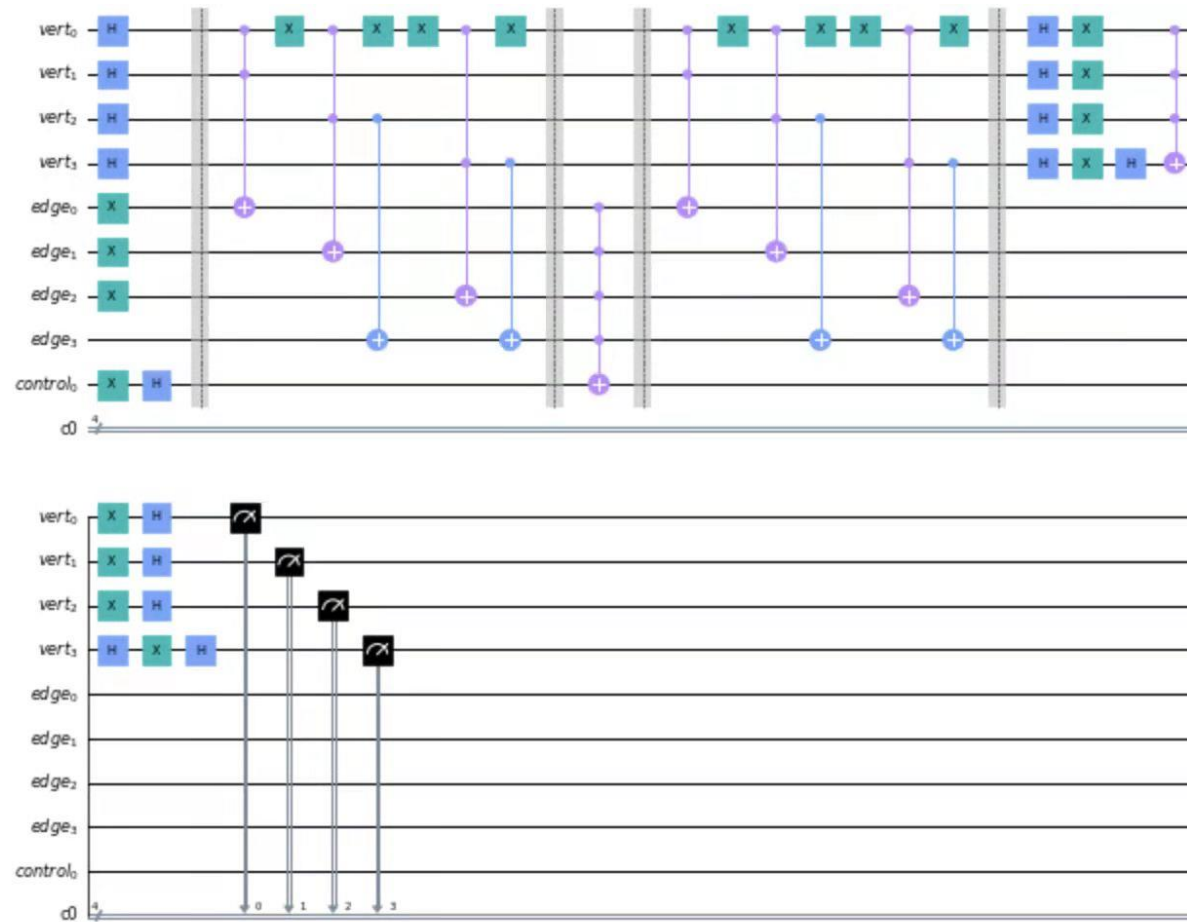 vert₀ H X X X X X X X X H X
vert₁ H H X
vert₂ H H X
vert₃ H H X H
edge₀ X
edge₁ X
edge₂ X
edge₃
control₀ X H
c0 4
vert₀ X H
vert₁ X H
vert₂ X H
vert₃ H X H
edge₀
edge₁
edge₂
edge₃
control₀
c0 4 0 1 2 3